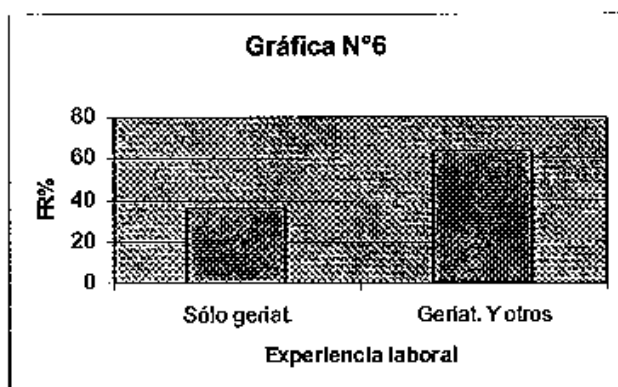 Gráfica N°6
80
60
40
20
0
FR%
Sólo geriat.
Geriat. Y otros
Experiencia laboral